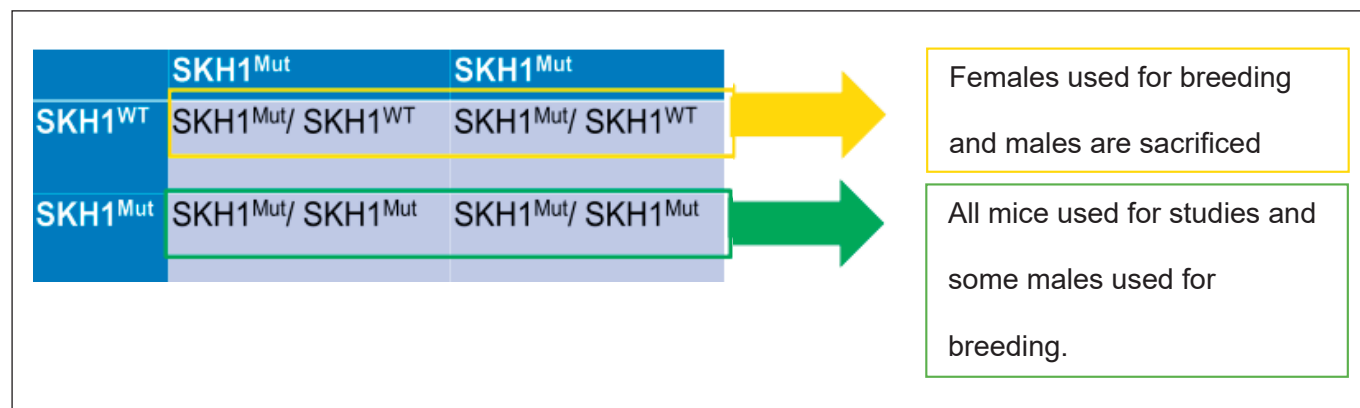 SKH1Mut SKH1Mut
SKH1WT SKH1Mut/ SKH1WT SKH1Mut/ SKH1WT
SKH1Mut SKH1Mut/ SKH1Mut SKH1Mut/ SKH1Mut
Females used for breeding
and males are sacrificed
All mice used for studies and
some males used for
breeding.